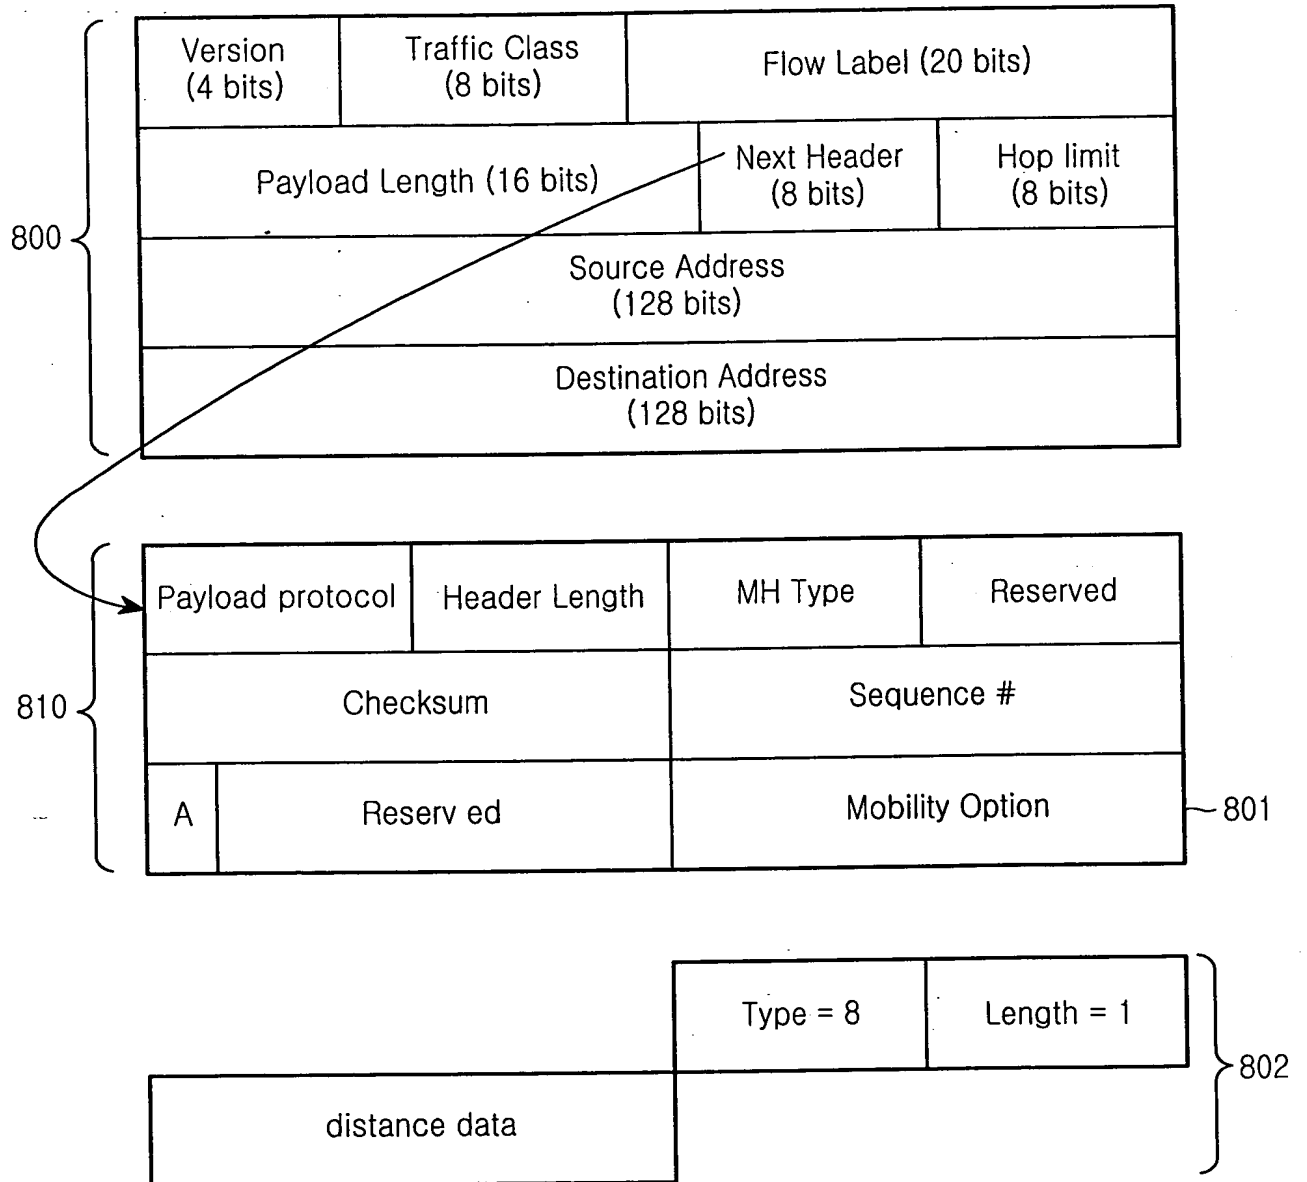 Version
(4 bits)
Traffic Class
(8 bits)
Flow Label (20 bits)
Payload Length (16 bits)
Next Header
(8 bits)
Hop limit
(8 bits)
800
Source Address
(128 bits)
Destination Address
(128 bits)
Payload protocol
Header Length
MH Type
Reserved
810
Checksum
Sequence #
A
Reserv ed
Mobility Option
801
Type = 8
Length = 1
802
distance data